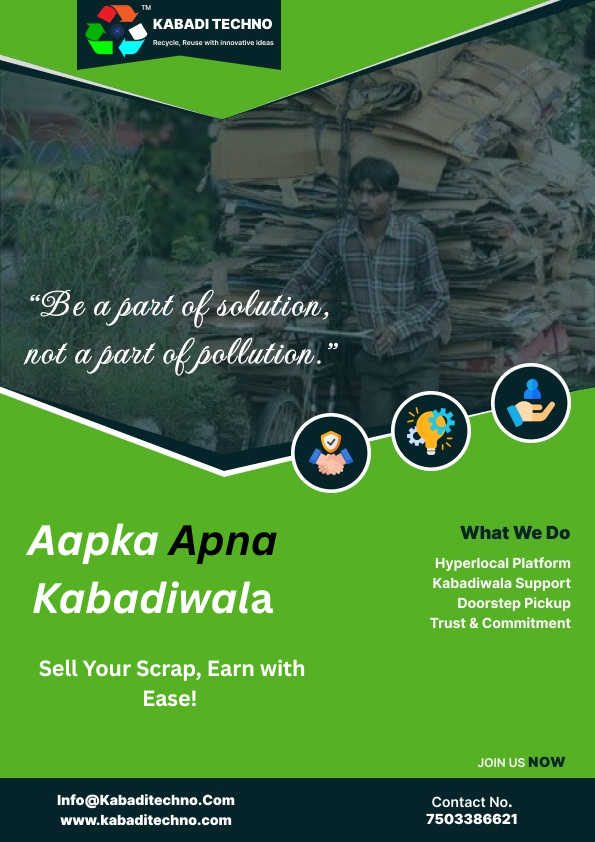 TM
KABADI TECHNO
Recycle, Reuse with Innovative ideas
“Be a part of solution,
not a part of pollution.”
Aapka Apna
Kabadiwala
Sell Your Scrap, Earn with
Ease!
What We Do
Hyperlocal Platform
Kabadiwala Support
Doorstep Pickup
Trust & Commitment
JOIN US NOW
Info@Kabaditechno.Com
www.kabaditechno.com
Contact No.
7503386621